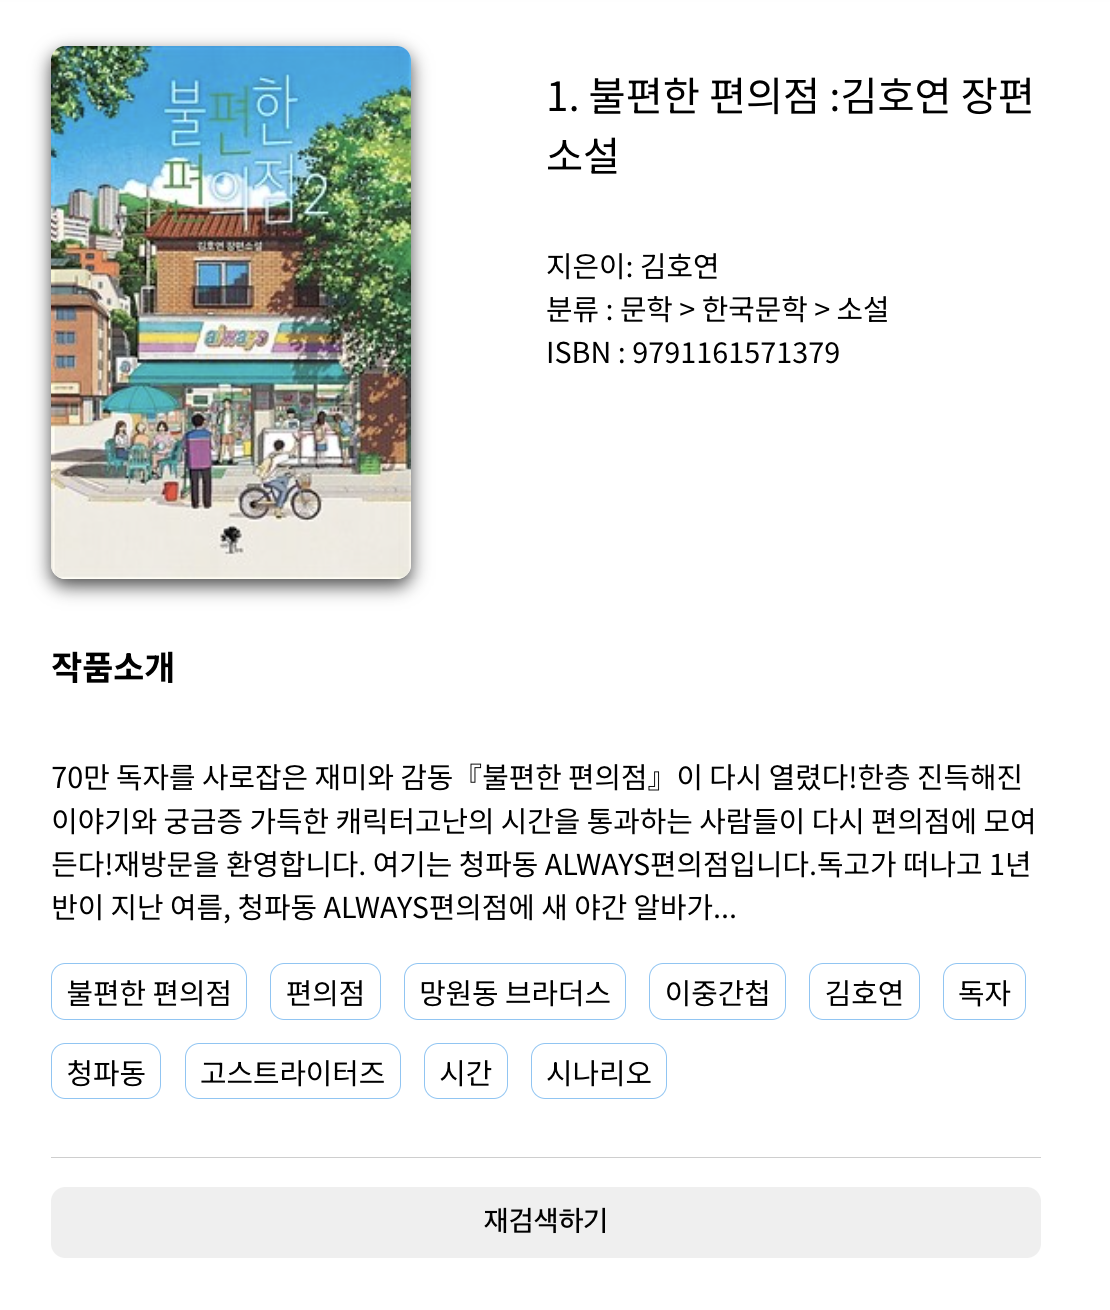 불편한
편의점2
김호연 장편소설
always
1. 불편한 편의점 :김호연 장편
소설
지은이: 김호연
분류 : 문학 > 한국문학 > 소설
ISBN : 9791161571379
작품소개
70만 독자를 사로잡은 재미와 감동『불편한 편의점』이 다시 열렸다!한층 진득해진
이야기와 궁금증 가득한 캐릭터고난의 시간을 통과하는 사람들이 다시 편의점에 모여
든다!재방문을 환영합니다. 여기는 청파동 ALWAYS편의점입니다.독고가 떠나고 1년
반이 지난 여름, 청파동 ALWAYS편의점에 새 야간 알바가...
불편한 편의점 편의점 망원동 브라더스 이중간첩 김호연 독자
청파동 고스트라이터즈 시간 시나리오
재검색하기